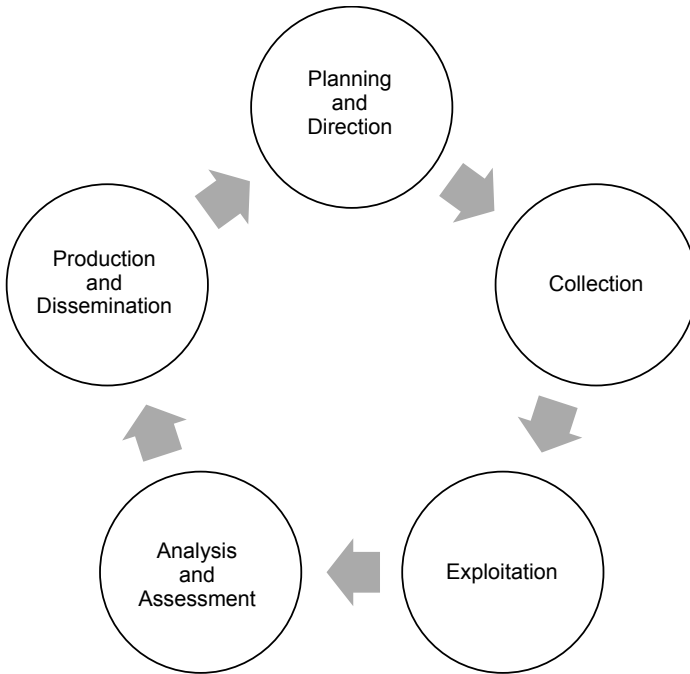 Planning
and
Direction
Collection
Exploitation
Analysis
and
Assessment
Production
and
Dissemination